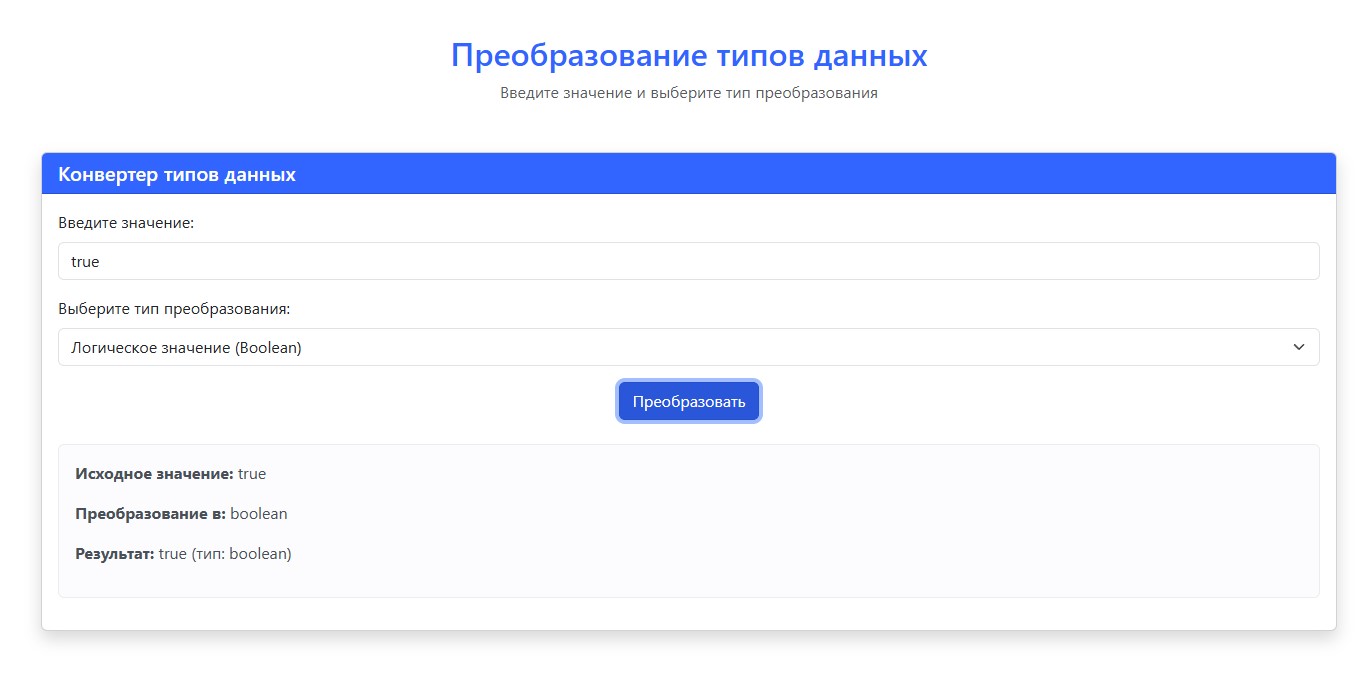 Преобразование типов данных
Введите значение и выберите тип преобразования
Конвертер типов данных
Введите значение:
true
Выберите тип преобразования:
Логическое значение (Boolean)
Преобразовать
Исходное значение: true
Преобразование в: boolean
Результат: true (тип: boolean)